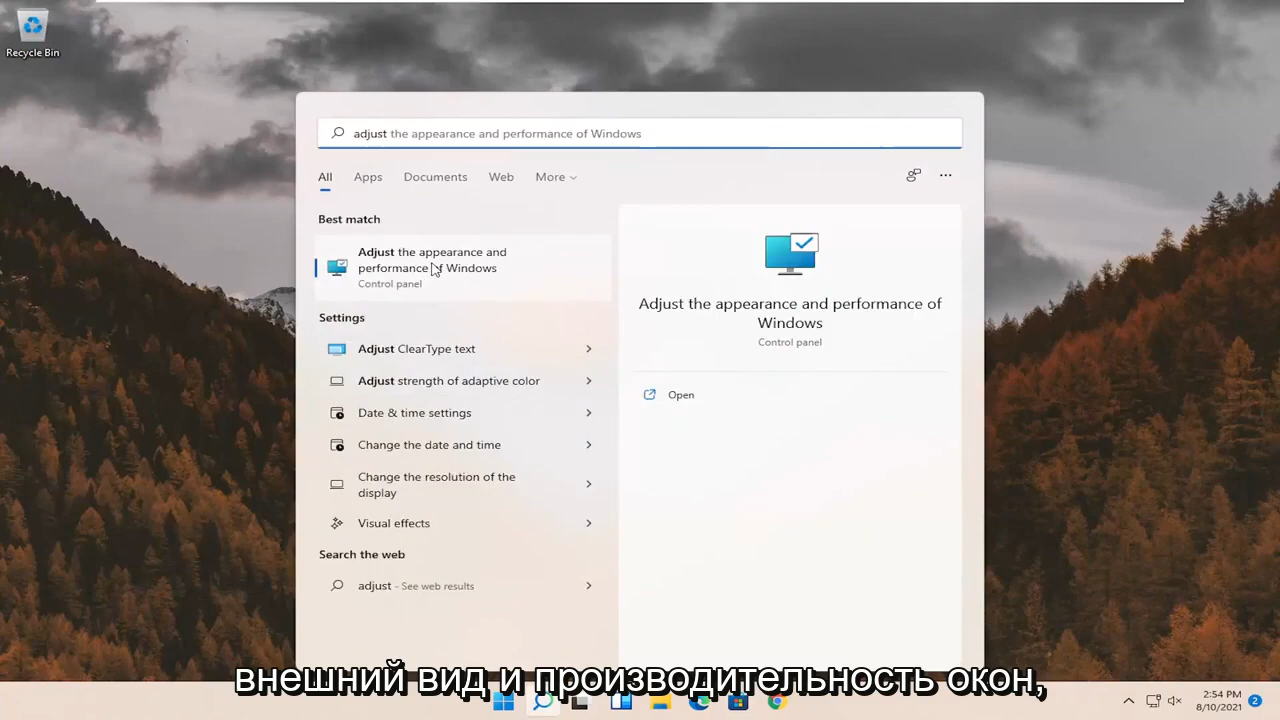 Recycle Bin
adjust the appearance and performance of Windows
All Apps Documents Web More
Best match
Adjust the appearance and
performance of Windows
Control panel
Settings
Adjust ClearType text
Adjust strength of adaptive color
Date & time settings
Change the date and time
Change the resolution of the
display
Visual effects
Search the web
adjust - See web results
Adjust the appearance and performance of
Windows
Control panel
Open
внешний вид и производительность окон,
2:54 PM
8/10/2021
2